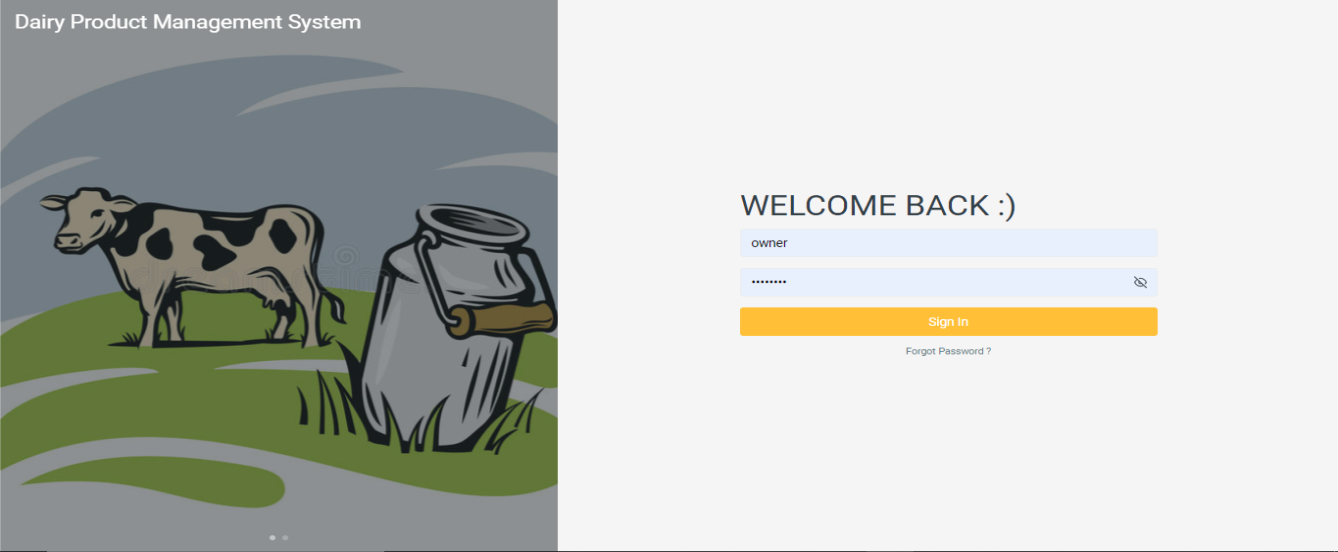 Dairy Product Management System
WELCOME BACK :)
owner
••••••••
Sign In
Forgot Password ?